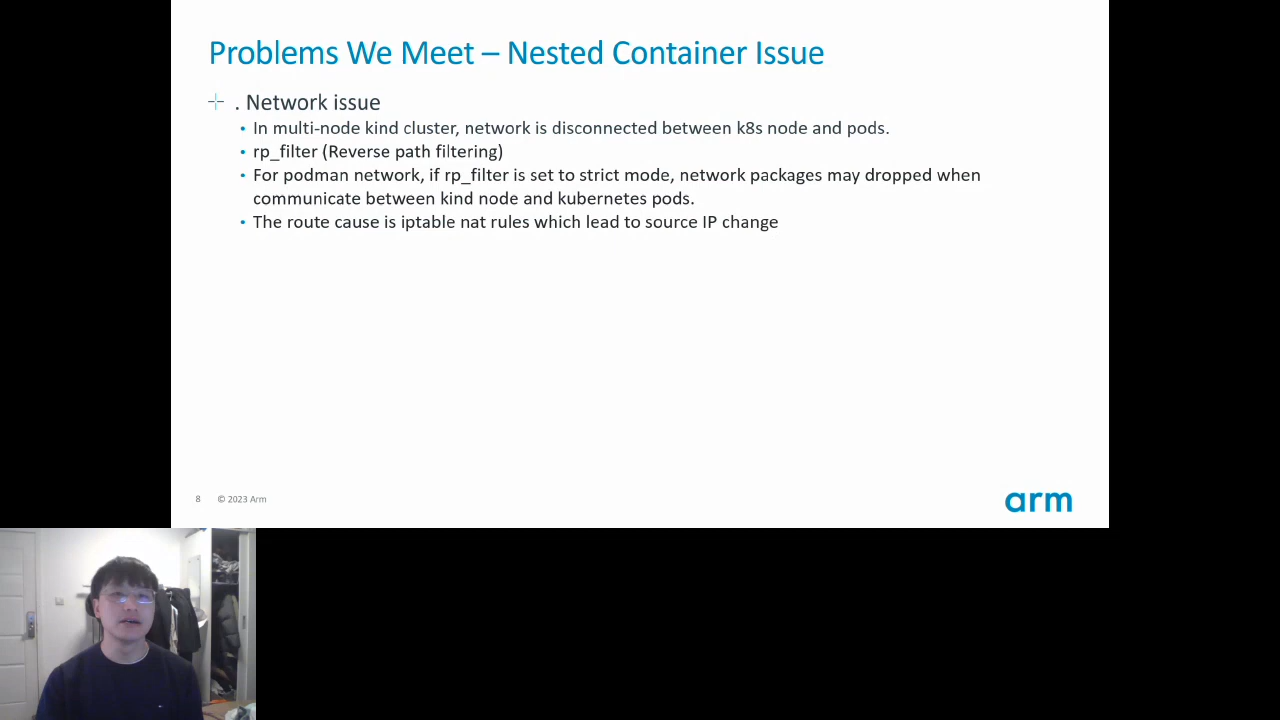 Problems We Meet – Nested Container Issue
. Network issue
• In multi-node kind cluster, network is disconnected between k8s node and pods.
• rp_filter (Reverse path filtering)
• For podman network, if rp_filter is set to strict mode, network packages may dropped when
communicate between kind node and kubernetes pods.
• The route cause is iptable nat rules which lead to source IP change
8 © 2023 Arm
arm